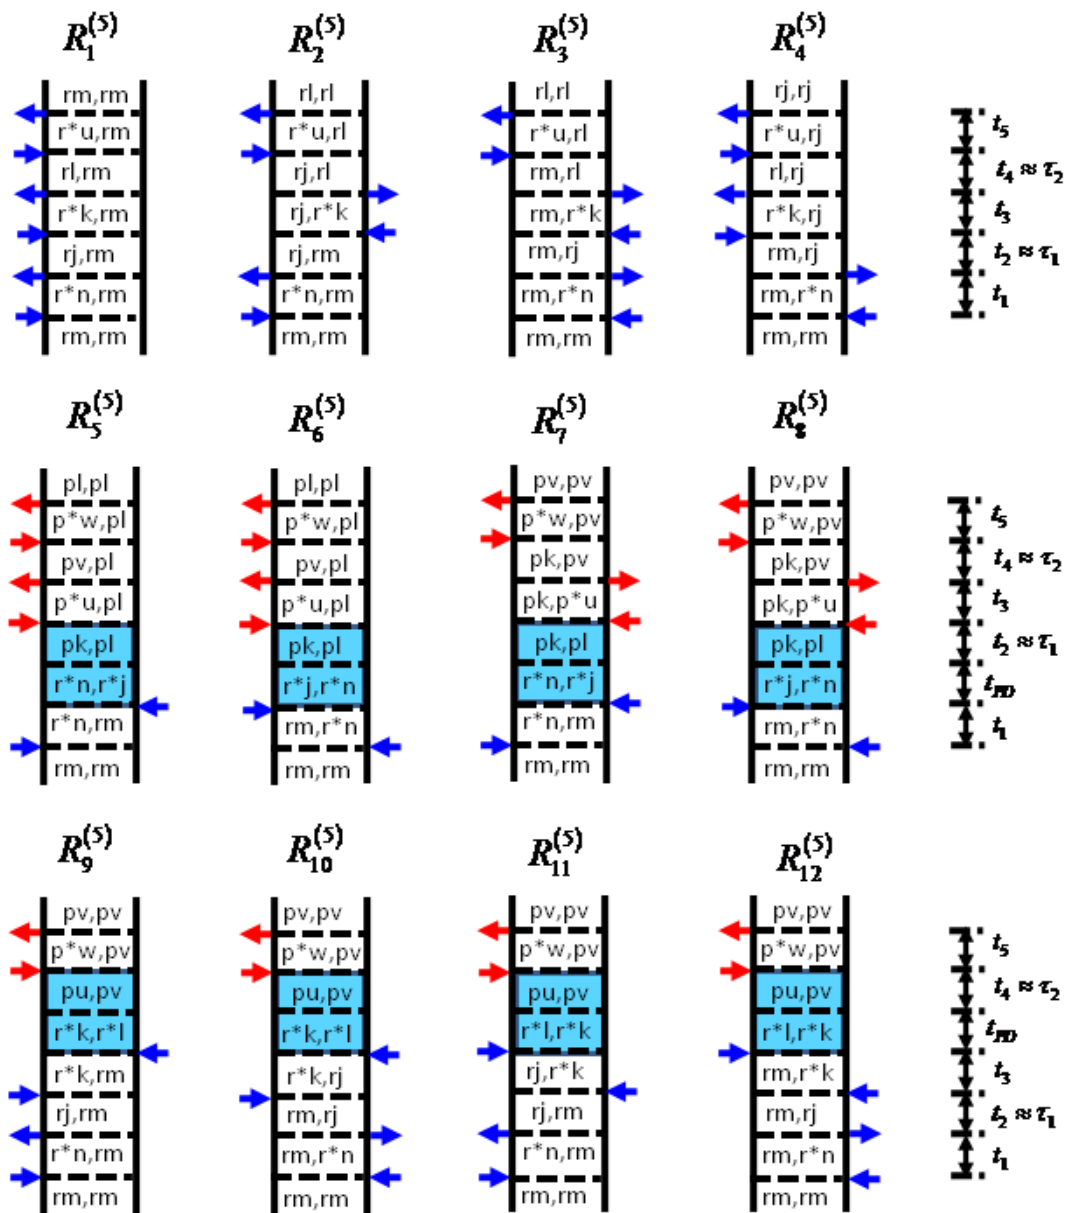 R₁⁽⁵⁾ R₂⁽⁵⁾ R₃⁽⁵⁾ R₄⁽⁵⁾
rm,rm rl,rl rl,rl rj,rj
r*u,rm r*u,rl r*u,rl r*u,rj t₅
rl,rm rj,rl rm,rl rl,rj t₄ ≈ τ₂
r*k,rm rj,r*k rm,r*k r*k,rj t₃
rj,rm rj,rm rm,rj rm,rj t₂ ≈ τ₁
r*n,rm r*n,rm rm,r*n rm,r*n t₁
rm,rm rm,rm rm,rm rm,rm
R₅⁽⁵⁾ R₆⁽⁵⁾ R₇⁽⁵⁾ R₈⁽⁵⁾
pl,pl pl,pl pv,pv pv,pv
p*w,pl p*w,pl p*w,pv p*w,pv t₅
pv,pl pv,pl pk,pv pk,pv t₄ ≈ τ₂
p*u,pl p*u,pl pk,p*u pk,p*u t₃
pk,pl pk,pl pk,pl pk,pl t₂ ≈ τ₁
r*n,r*j r*j,r*n r*n,r*j r*j,r*n t_PD
r*n,rm rm,r*n r*n,rm rm,r*n t₁
rm,rm rm,rm rm,rm rm,rm
R₉⁽⁵⁾ R₁₀⁽⁵⁾ R₁₁⁽⁵⁾ R₁₂⁽⁵⁾
pv,pv pv,pv pv,pv pv,pv
p*w,pv p*w,pv p*w,pv p*w,pv t₅
pu,pv pu,pv pu,pv pu,pv t₄ ≈ τ₂
r*k,r*l r*k,r*l r*l,r*k r*l,r*k t_PD
r*k,rm r*k,rj rj,r*k rm,r*k t₃
rj,rm rm,rj rj,rm rm,rj t₂ ≈ τ₁
r*n,rm rm,r*n r*n,rm rm,r*n t₁
rm,rm rm,rm rm,rm rm,rm